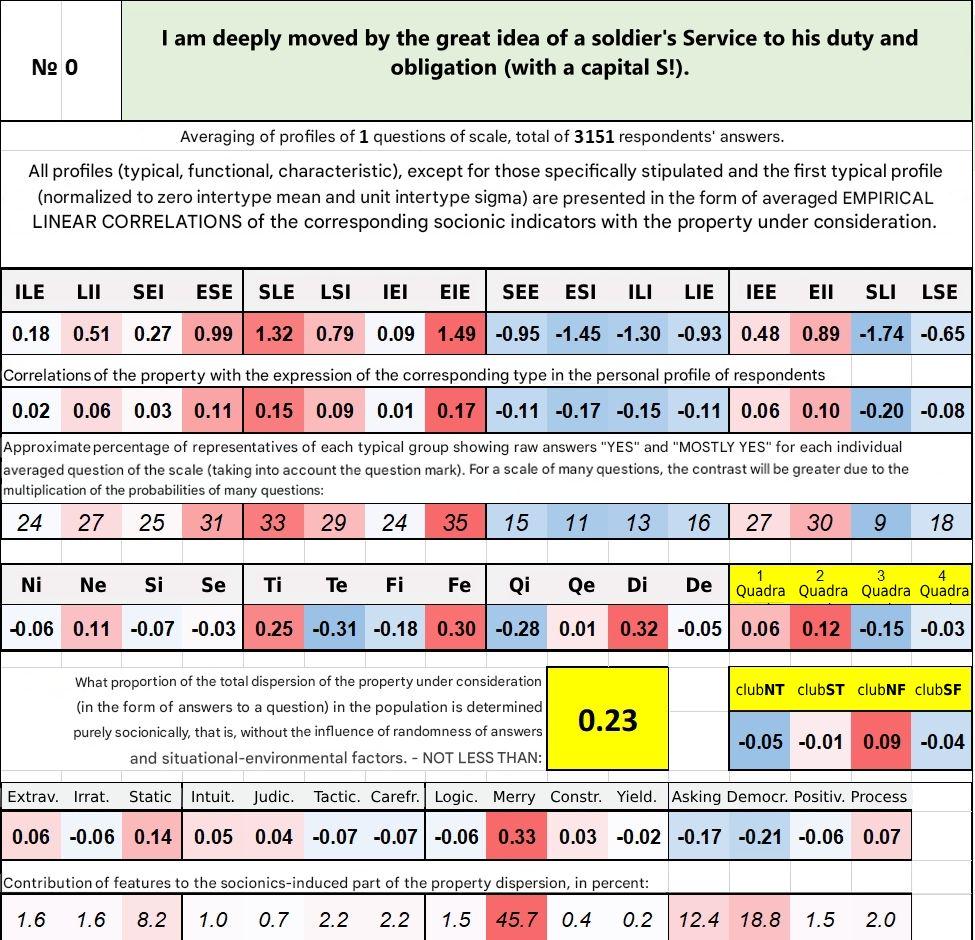 № 0
I am deeply moved by the great idea of a soldier's Service to his duty and
obligation (with a capital S!).
Averaging of profiles of 1 questions of scale, total of 3151 respondents' answers.
All profiles (typical, functional, characteristic), except for those specifically stipulated and the first typical profile
(normalized to zero intertype mean and unit intertype sigma) are presented in the form of averaged EMPIRICAL
LINEAR CORRELATIONS of the corresponding socionic indicators with the property under consideration.
ILE LII SEI ESE SLE LSI IEI EIE SEE ESI ILI LIE IEE EII SLI LSE
0.18 0.51 0.27 0.99 1.32 0.79 0.09 1.49 -0.95 -1.45 -1.30 -0.93 0.48 0.89 -1.74 -0.65
Correlations of the property with the expression of the corresponding type in the personal profile of respondents
0.02 0.06 0.03 0.11 0.15 0.09 0.01 0.17 -0.11 -0.17 -0.15 -0.11 0.06 0.10 -0.20 -0.08
Approximate percentage of representatives of each typical group showing raw answers "YES" and "MOSTLY YES" for each individual
averaged question of the scale (taking into account the question mark). For a scale of many questions, the contrast will be greater due to the
multiplication of the probabilities of many questions:
24 27 25 31 33 29 24 35 15 11 13 16 27 30 9 18
Ni Ne Si Se Ti Te Fi Fe Qi Qe Di De 1 Quadra 2 Quadra 3 Quadra 4 Quadra
-0.06 0.11 -0.07 -0.03 0.25 -0.31 -0.18 0.30 -0.28 0.01 0.32 -0.05 0.06 0.12 -0.15 -0.03
What proportion of the total dispersion of the property under consideration
(in the form of answers to a question) in the population is determined
purely socionically, that is, without the influence of randomness of answers
and situational-environmental factors. - NOT LESS THAN:
0.23
clubNT clubST clubNF clubSF
-0.05 -0.01 0.09 -0.04
Extrav. Irrat. Static Intuit. Judic. Tactic. Carefr. Logic. Merry Constr. Yield. Asking Democr. Positiv. Process
0.06 -0.06 0.14 0.05 0.04 -0.07 -0.07 -0.06 0.33 0.03 -0.02 -0.17 -0.21 -0.06 0.07
Contribution of features to the socionics-induced part of the property dispersion, in percent:
1.6 1.6 8.2 1.0 0.7 2.2 2.2 1.5 45.7 0.4 0.2 12.4 18.8 1.5 2.0